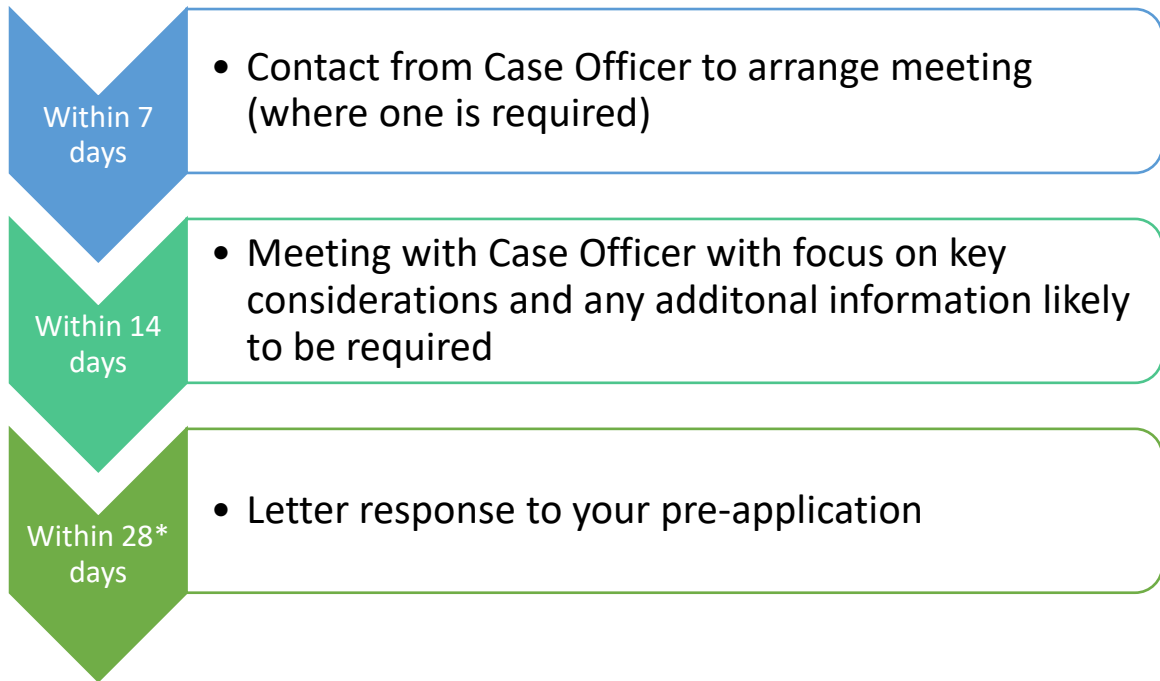 Within 7
days
• Contact from Case Officer to arrange meeting
(where one is required)
Within 14
days
• Meeting with Case Officer with focus on key
considerations and any additonal information likely
to be required
Within 28*
days
• Letter response to your pre-application